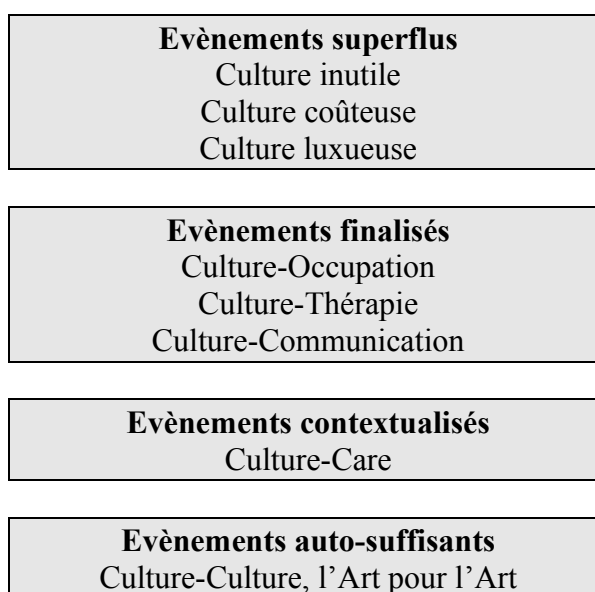 Evènements superflus
Culture inutile
Culture coûteuse
Culture luxueuse
Evènements finalisés
Culture-Occupation
Culture-Thérapie
Culture-Communication
Evènements contextualisés
Culture-Care
Evènements auto-suffisants
Culture-Culture, l’Art pour l’Art